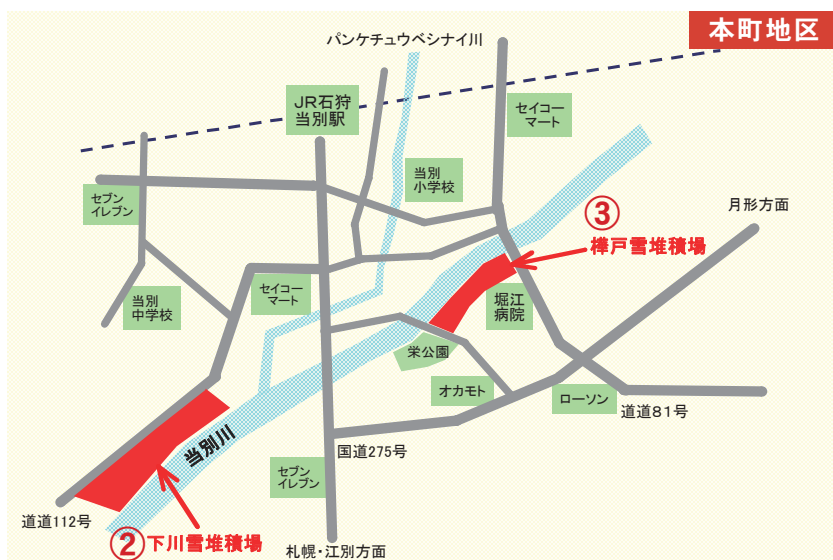 本町地区
パンケチュウベシナイ川
JR石狩
当別駅
セイコー
マート
当別
小学校
セブン
イレブン
月形方面
③
樺戸雪堆積場
セイコー
マート
当別
中学校
堀江
病院
栄公園
オカモト
ローソン
道道81号
当別川
国道275号
セブン
イレブン
道道112号
②下川雪堆積場
札幌・江別方面